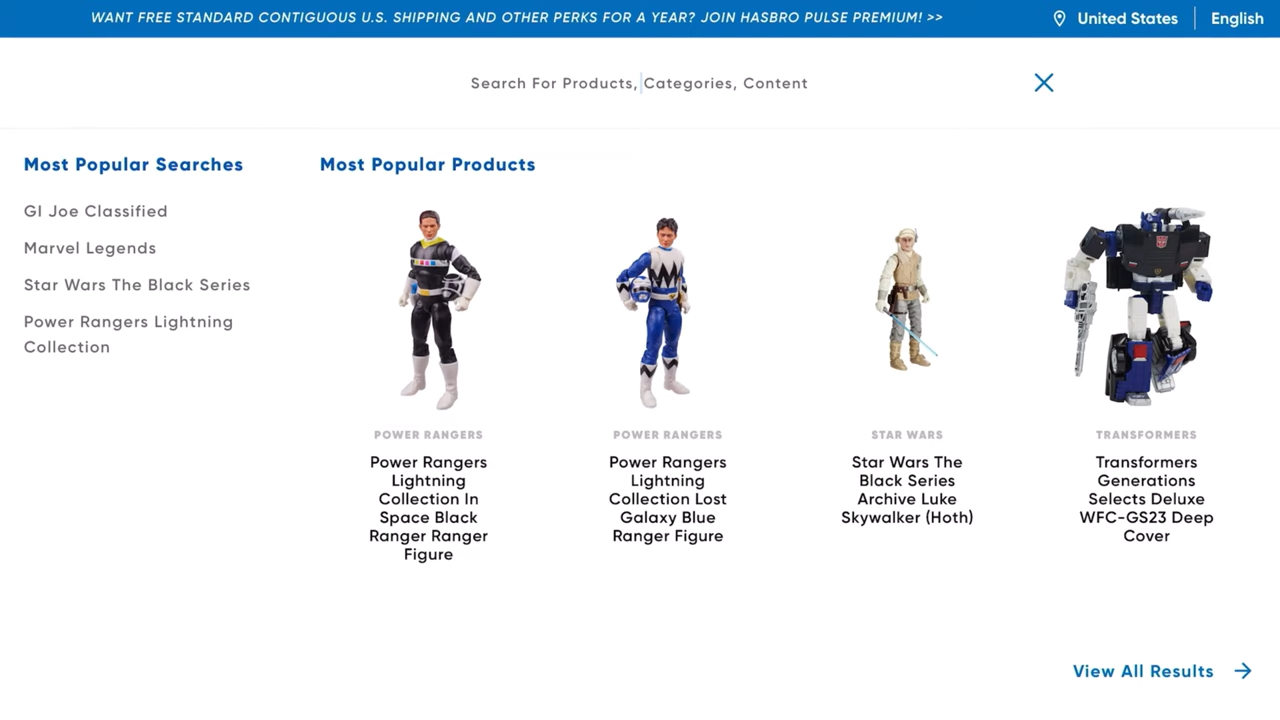 WANT FREE STANDARD CONTIGUOUS U.S. SHIPPING AND OTHER PERKS FOR A YEAR? JOIN HASBRO PULSE PREMIUM! >>
United States
English
Search For Products, Categories, Content
Most Popular Searches
GI Joe Classified
Marvel Legends
Star Wars The Black Series
Power Rangers Lightning
Collection
Most Popular Products
POWER RANGERS
Power Rangers
Lightning
Collection In
Space Black
Ranger Ranger
Figure
POWER RANGERS
Power Rangers
Lightning
Collection Lost
Galaxy Blue
Ranger Figure
STAR WARS
Star Wars The
Black Series
Archive Luke
Skywalker (Hoth)
TRANSFORMERS
Transformers
Generations
Selects Deluxe
WFC-GS23 Deep
Cover
View All Results